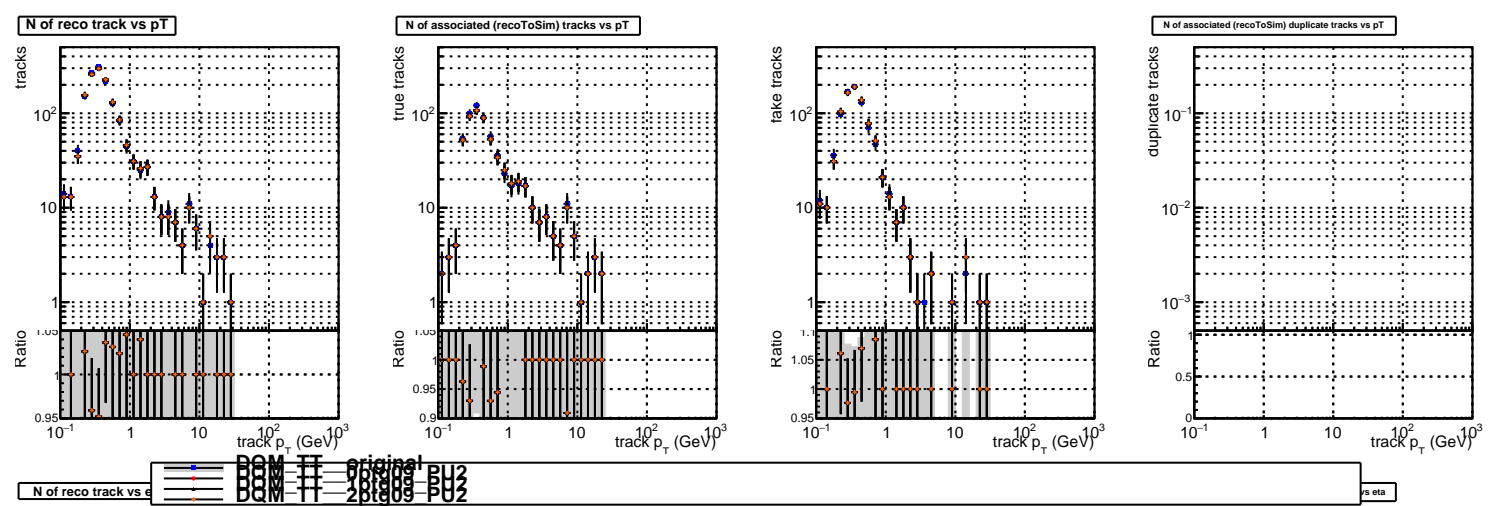 N of reco track vs pT
N of associated (recoToSim) tracks vs pT
N of associated (recoToSim) duplicate tracks vs pT
tracks
10²
10
1
Ratio
1.05
1
0.95
10⁻¹ 1 10 10² 10³
track p_T (GeV)
true tracks
10²
10
1
Ratio
1.05
1
0.95
0.9
10⁻¹ 1 10 10² 10³
track p_T (GeV)
fake tracks
10²
10
1
Ratio
1.1
1.05
1
0.95
10⁻¹ 1 10 10² 10³
track p_T (GeV)
duplicate tracks
10⁻¹
10⁻²
10⁻³
Ratio
1
0.5
0
10⁻¹ 1 10 10² 10³
track p_T (GeV)
DQM_TT__original
DQM_TT__0ptg09_PU2
DQM_TT__1ptg09_PU2
DQM_TT__2ptg09_PU2
N of reco track vs e
vs eta